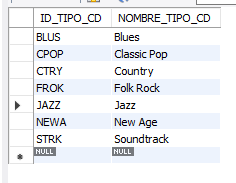 ID_TIPO_CD NOMBRE_TIPO_CD
BLUS Blues
CPOP Classic Pop
CTRY Country
FROK Folk Rock
JAZZ Jazz
NEWA New Age
STRK Soundtrack
NULL NULL